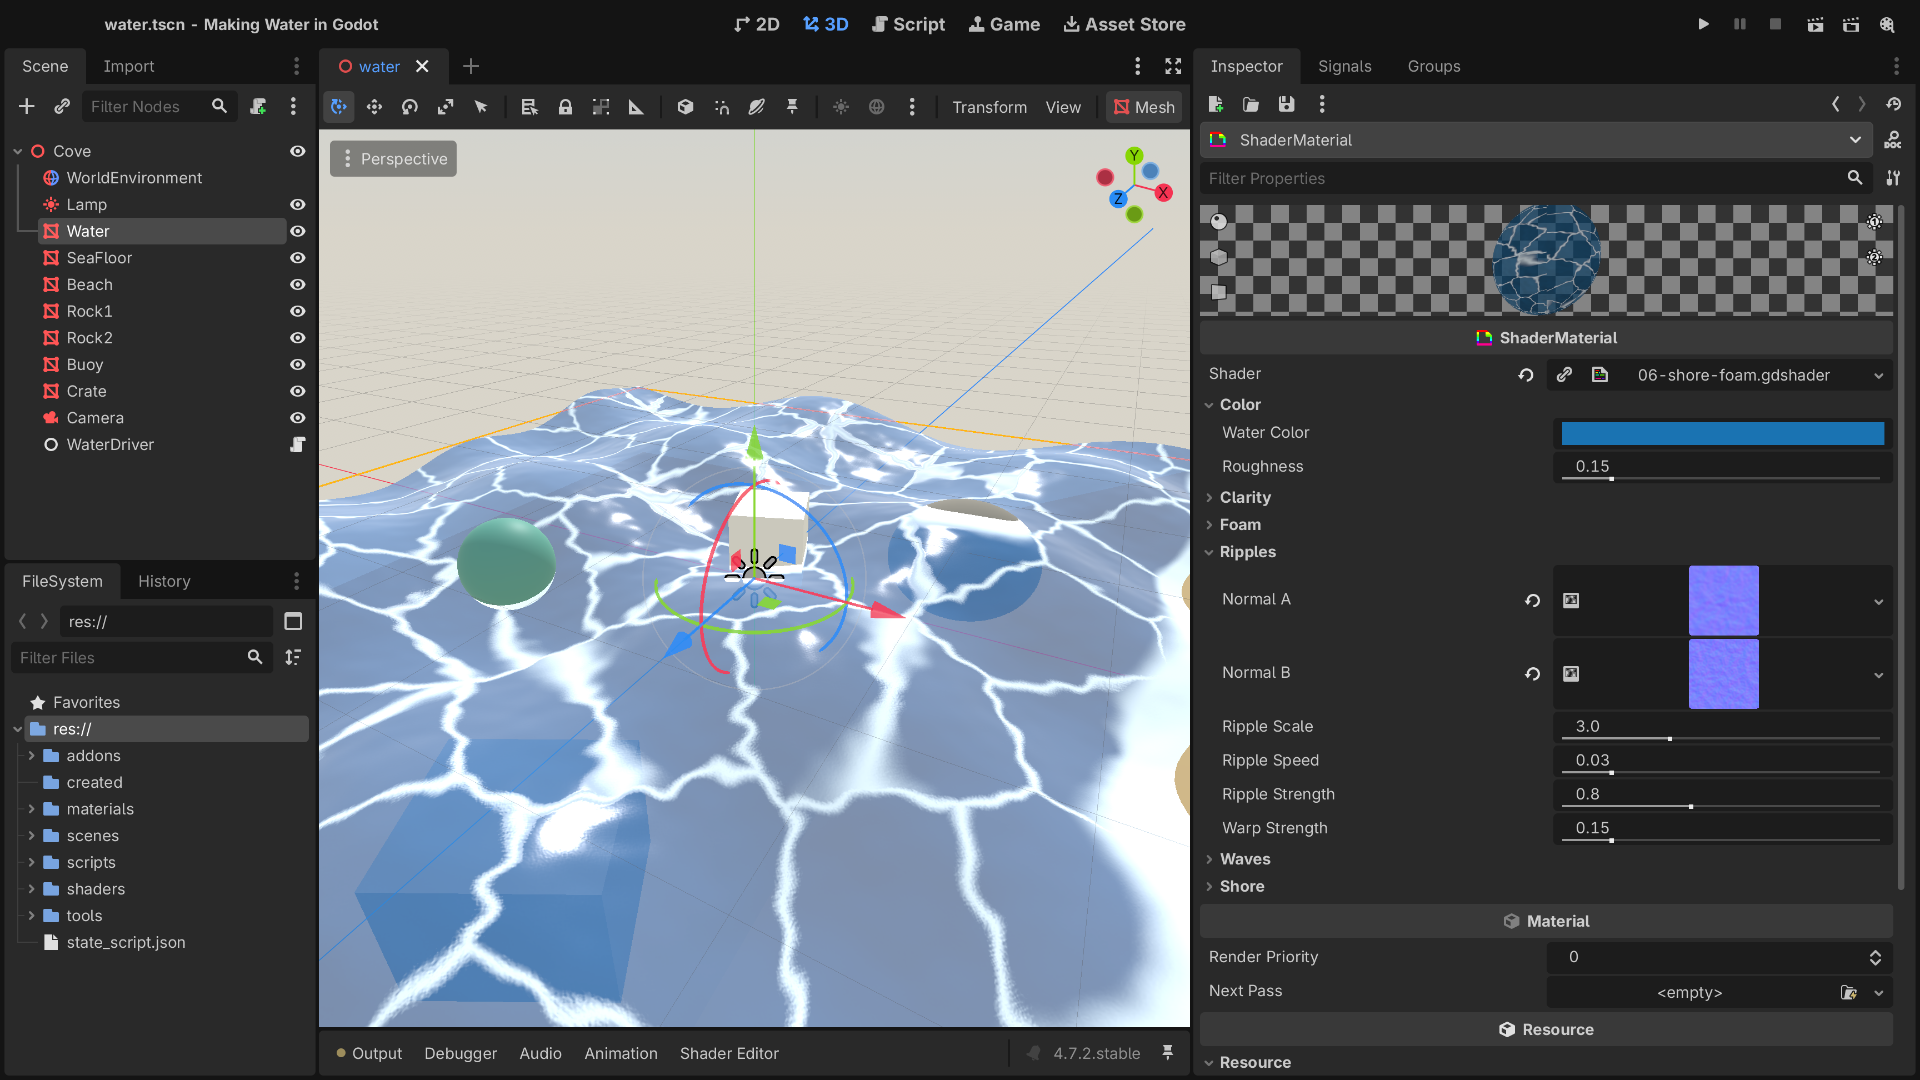 water.tscn - Making Water in Godot
2D
3D
Script
Game
Asset Store
Scene
Import
Filter Nodes
Cove
WorldEnvironment
Lamp
Water
SeaFloor
Beach
Rock1
Rock2
Buoy
Crate
Camera
WaterDriver
FileSystem
History
res://
Filter Files
Favorites
res://
addons
created
materials
scenes
scripts
shaders
tools
state_script.json
water
Transform
View
Mesh
Perspective
Y
X
Z
Output
Debugger
Audio
Animation
Shader Editor
4.7.2.stable
Inspector
Signals
Groups
ShaderMaterial
DOC
Filter Properties
1
2
ShaderMaterial
Shader
06-shore-foam.gdshader
Color
Water Color
Roughness
0.15
Clarity
Foam
Ripples
Normal A
Normal B
Ripple Scale
3.0
Ripple Speed
0.03
Ripple Strength
0.8
Warp Strength
0.15
Waves
Shore
Material
Render Priority
0
Next Pass
<empty>
Resource
Resource